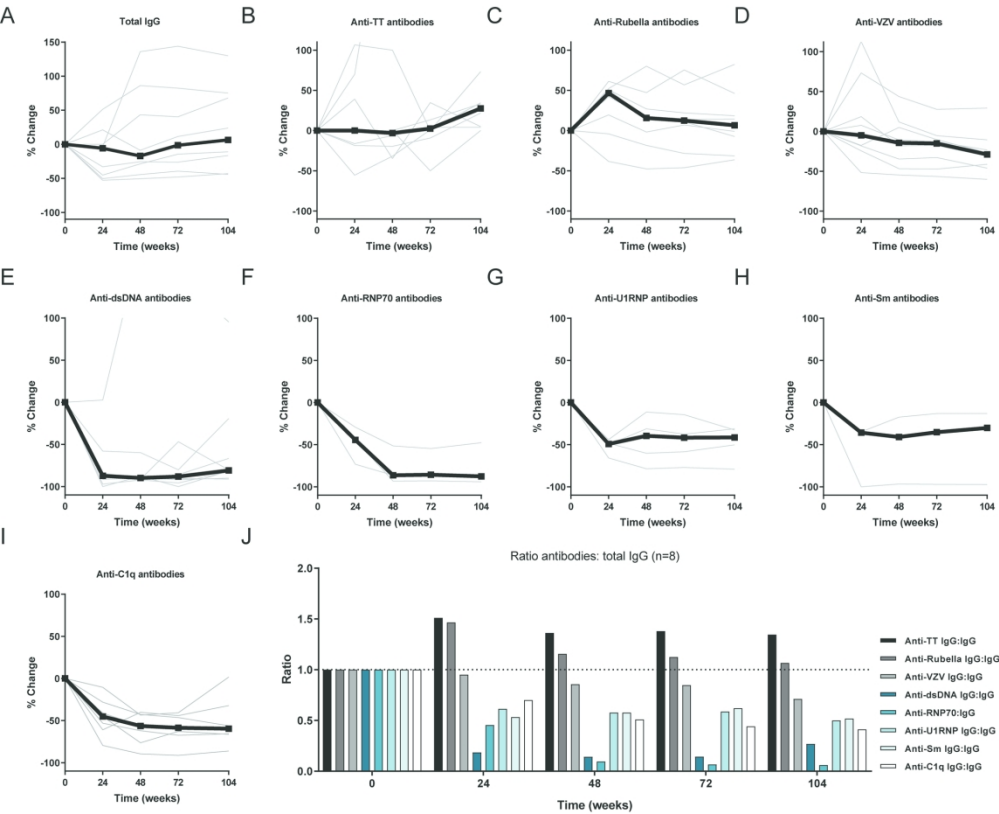 A
Total IgG
% Change
150
100
50
0
-50
-100
0 24 48 72 104
Time (weeks)
B
Anti-TT antibodies
% Change
100
50
0
-50
-100
0 24 48 72 104
Time (weeks)
C
Anti-Rubella antibodies
% Change
100
50
0
-50
-100
0 24 48 72 104
Time (weeks)
D
Anti-VZV antibodies
% Change
100
50
0
-50
-100
0 24 48 72 104
Time (weeks)
E
Anti-dsDNA antibodies
% Change
100
50
0
-50
-100
0 24 48 72 104
Time (weeks)
F
Anti-RNP70 antibodies
% Change
100
50
0
-50
-100
0 24 48 72 104
Time (weeks)
G
Anti-U1RNP antibodies
% Change
100
50
0
-50
-100
0 24 48 72 104
Time (weeks)
H
Anti-Sm antibodies
% Change
100
50
0
-50
-100
0 24 48 72 104
Time (weeks)
I
Anti-C1q antibodies
% Change
100
50
0
-50
-100
0 24 48 72 104
Time (weeks)
J
Ratio antibodies: total IgG (n=8)
Ratio
2.0
1.5
1.0
0.5
0.0
0 24 48 72 104
Time (weeks)
Anti-TT IgG:IgG
Anti-Rubella IgG:IgG
Anti-VZV IgG:IgG
Anti-dsDNA IgG:IgG
Anti-RNP70:IgG
Anti-U1RNP IgG:IgG
Anti-Sm IgG:IgG
Anti-C1q IgG:IgG